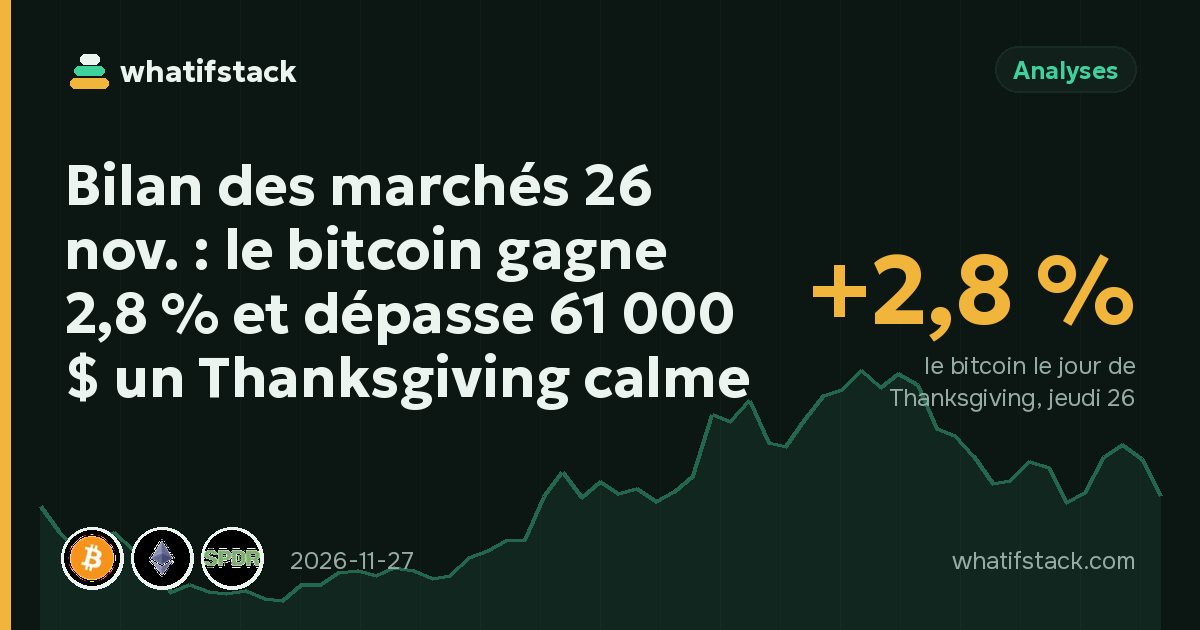 whatifstack
Analyses
Bilan des marchés 26
nov. : le bitcoin gagne
2,8 % et dépasse 61 000
$ un Thanksgiving calme
+2,8 %
le bitcoin le jour de
Thanksgiving, jeudi 26
SPDR
2026-11-27
whatifstack.com